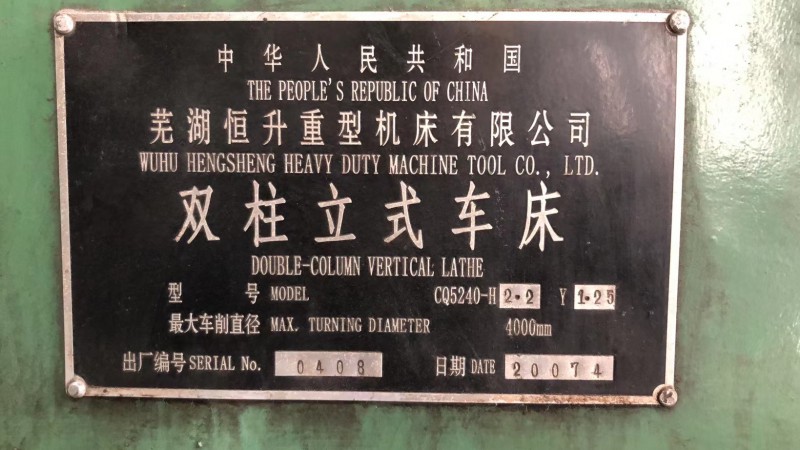 中华人民共和国
THE PEOPLE'S REPUBLIC OF CHINA
芜湖恒升重型机床有限公司
WUHU HENGSHENG HEAVY DUTY MACHINE TOOL CO., LTD.
双柱立式车床
DOUBLE-COLUMN VERTICAL LATHE
型 号 MODEL CQ5240-H 2·2 Y 1·25
最大车削直径 MAX. TURNING DIAMETER 4000mm
出厂编号 SERIAL No. 0408 日期 DATE 20074